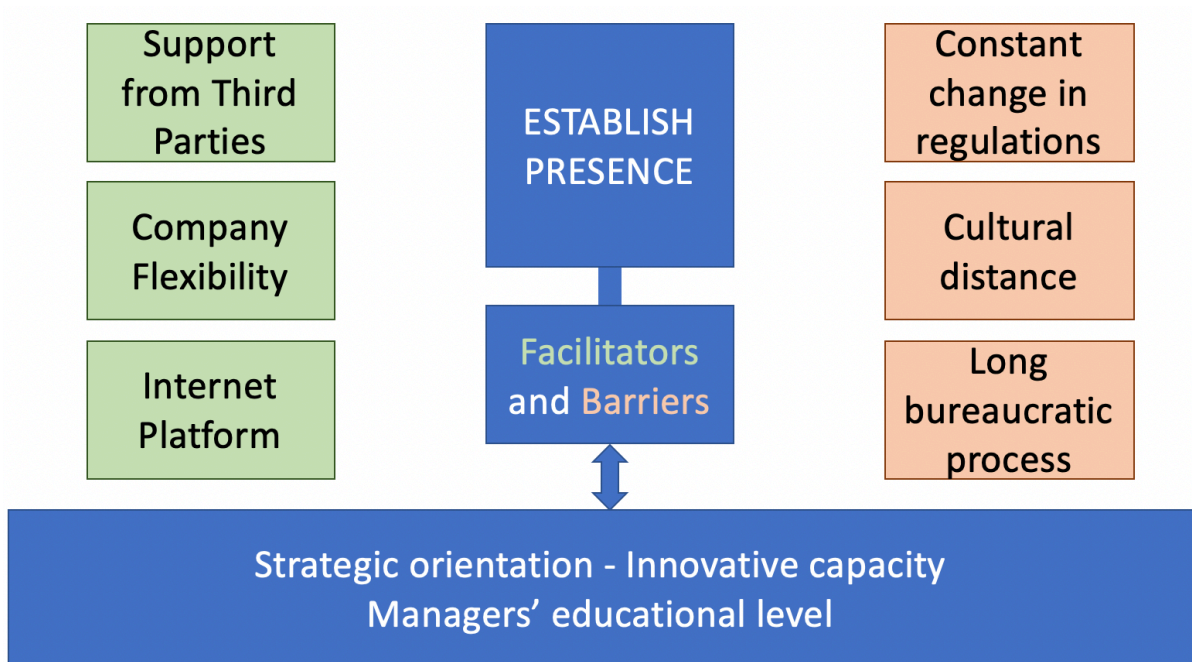 Support
from Third
Parties
Company
Flexibility
Internet
Platform
ESTABLISH
PRESENCE
Facilitators
and Barriers
Constant
change in
regulations
Cultural
distance
Long
bureaucratic
process
Strategic orientation - Innovative capacity
Managers’ educational level